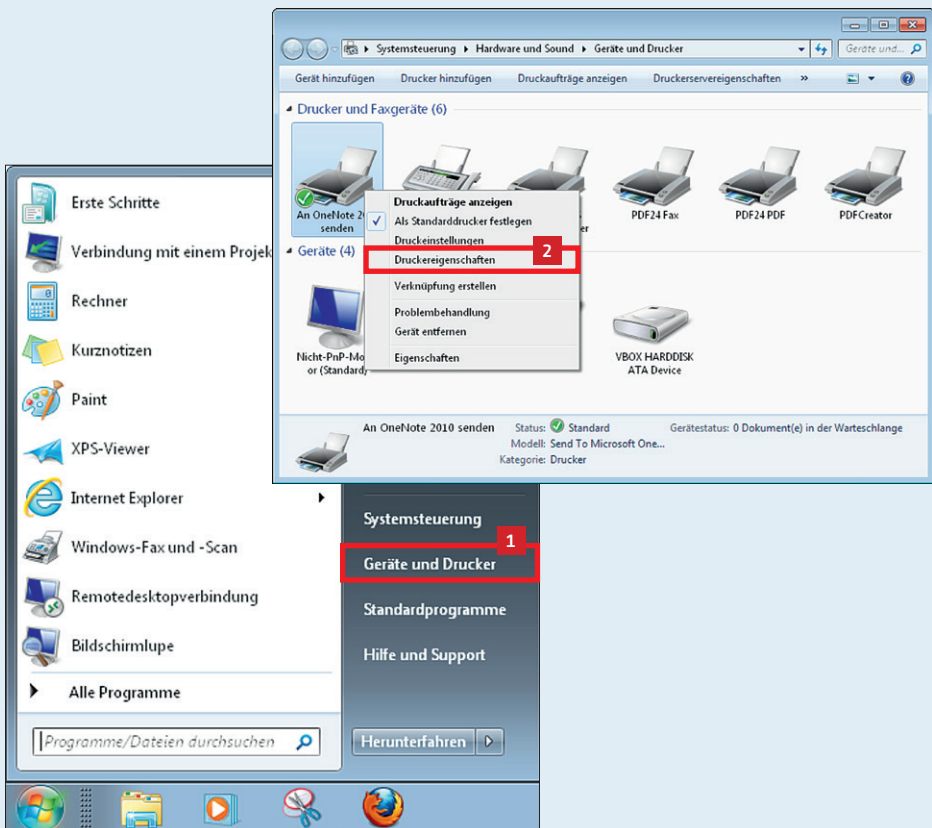 Systemsteuerung Hardware und Sound Geräte und Drucker
Geräte und...
Gerät hinzufügen Drucker hinzufügen Druckaufträge anzeigen Druckerservereigenschaften »
Drucker und Faxgeräte (6)
An OneNote
senden
PDF24 Fax
PDF24 PDF
PDFCreator
Druckaufträge anzeigen
Als Standarddrucker festlegen
Druckeinstellungen
2
Druckereigenschaften
Verknüpfung erstellen
Problembehandlung
Gerät entfernen
Eigenschaften
Geräte (4)
Nicht-PnP-Mo
or (Standard)
VBOX HARDDISK
ATA Device
An OneNote 2010 senden Status: Standard Gerätestatus: 0 Dokument(e) in der Warteschlange
Modell: Send To Microsoft One...
Kategorie: Drucker
Erste Schritte
Verbindung mit einem Projek
Rechner
Kurznotizen
Paint
XPS-Viewer
Internet Explorer
Windows-Fax und -Scan
Remotedesktopverbindung
Bildschirmlupe
Alle Programme
Programme/Dateien durchsuchen
Systemsteuerung
1
Geräte und Drucker
Standardprogramme
Hilfe und Support
Herunterfahren